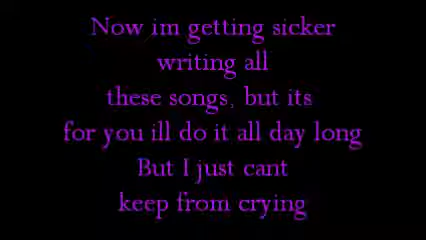 Now im getting sicker
writing all
these songs, but its
for you ill do it all day long
But I just cant
keep from crying